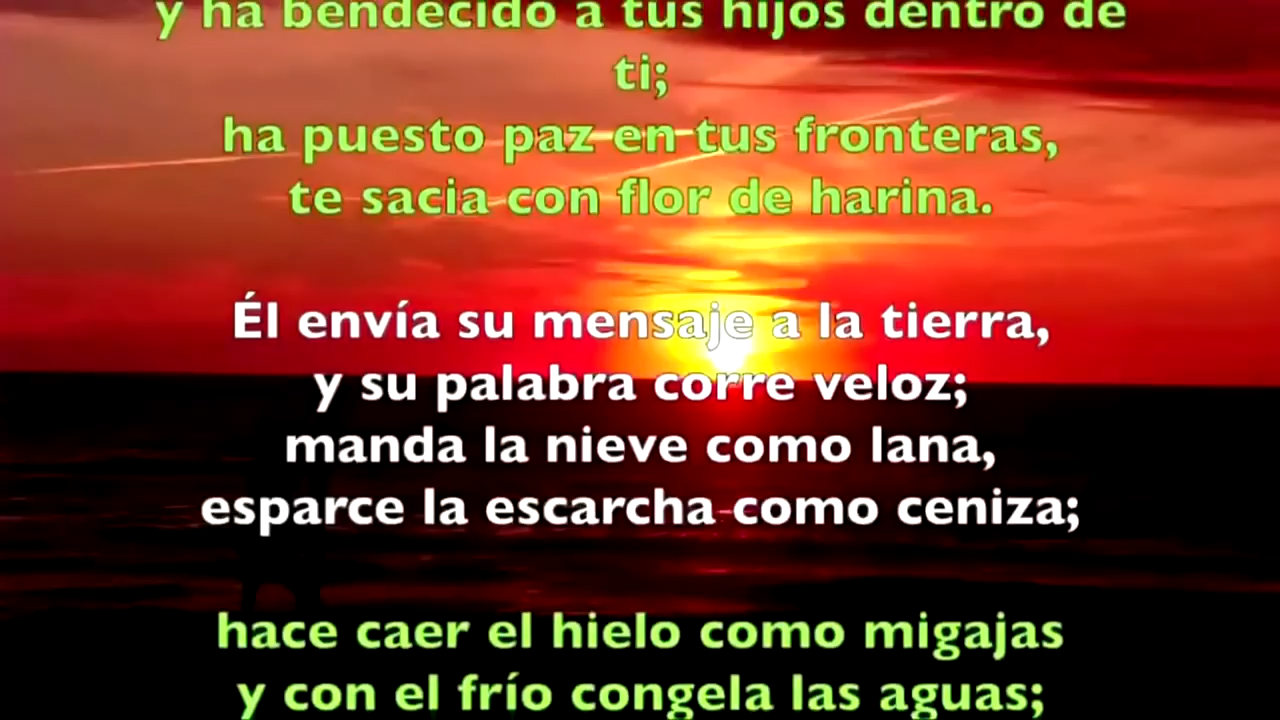 y ha bendecido a tus hijos dentro de
ti;
ha puesto paz en tus fronteras,
te sacia con flor de harina.
Él envía su mensaje a la tierra,
y su palabra corre veloz;
manda la nieve como lana,
esparce la escarcha como ceniza;
hace caer el hielo como migajas
y con el frío congela las aguas;